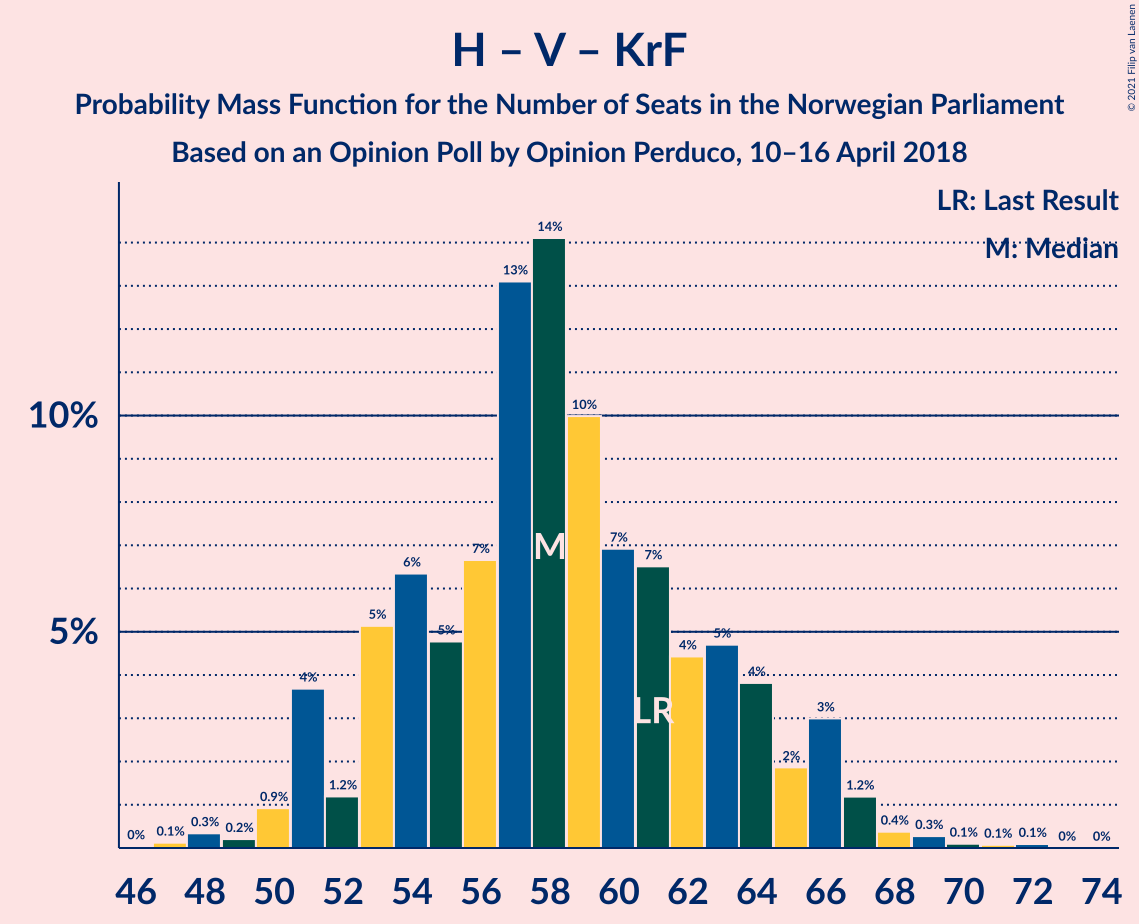 H – V – KrF
Probability Mass Function for the Number of Seats in the Norwegian Parliament
Based on an Opinion Poll by Opinion Perduco, 10–16 April 2018
© 2021 Filip van Laenen
LR: Last Result
M: Median
10%
5%
0% 0.1% 0.3% 0.2% 0.9% 4% 1.2% 5% 6% 5% 7% 13% 14% 10% 7% 7% 4% 5% 4% 2% 3% 1.2% 0.4% 0.3% 0.1% 0.1% 0.1% 0% 0%
M
LR
46 48 50 52 54 56 58 60 62 64 66 68 70 72 74